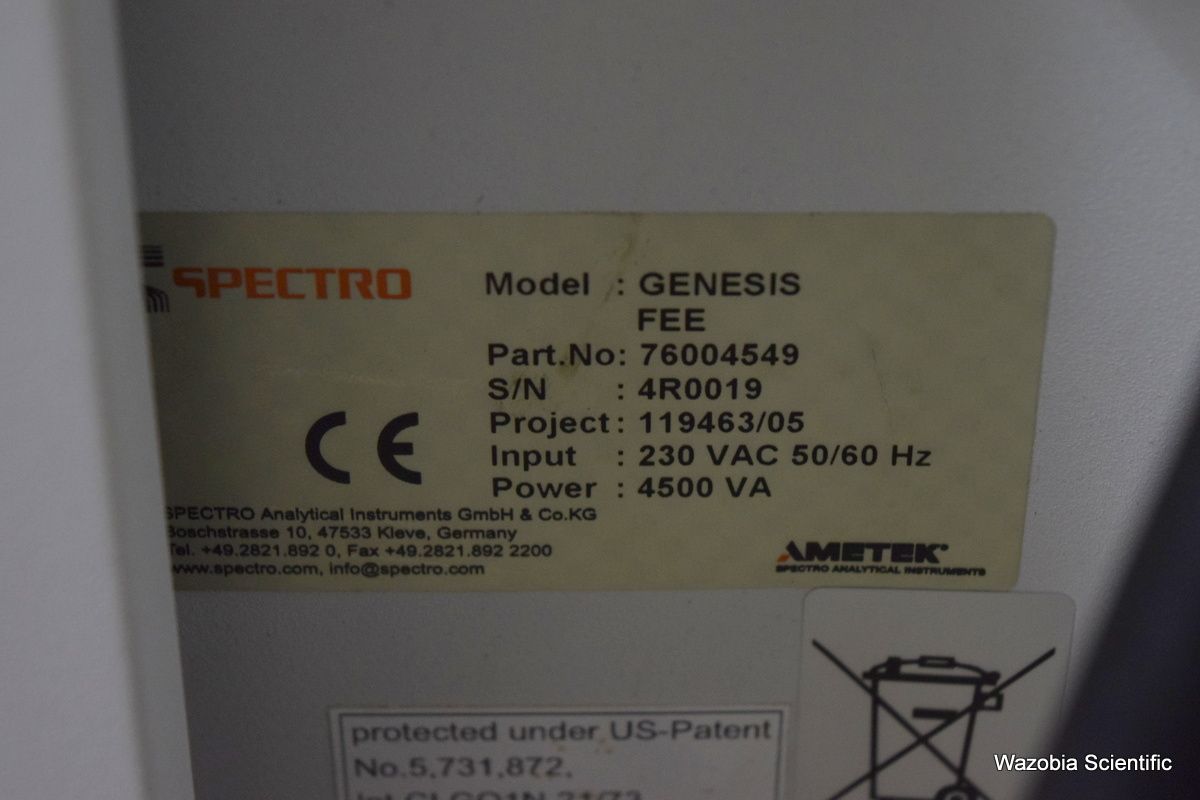 SPECTRO
Model : GENESIS
FEE
Part.No: 76004549
S/N : 4R0019
Project: 119463/05
Input : 230 VAC 50/60 Hz
Power : 4500 VA
CE
SPECTRO Analytical Instruments GmbH & Co.KG
Boschstrasse 10, 47533 Kleve, Germany
Tel. +49.2821.892 0, Fax +49.2821.892 2200
www.spectro.com, info@spectro.com
AMETEK
SPECTRO ANALYTICAL INSTRUMENTS
protected under US-Patent
No.5,731,872,
Wazobia Scientific